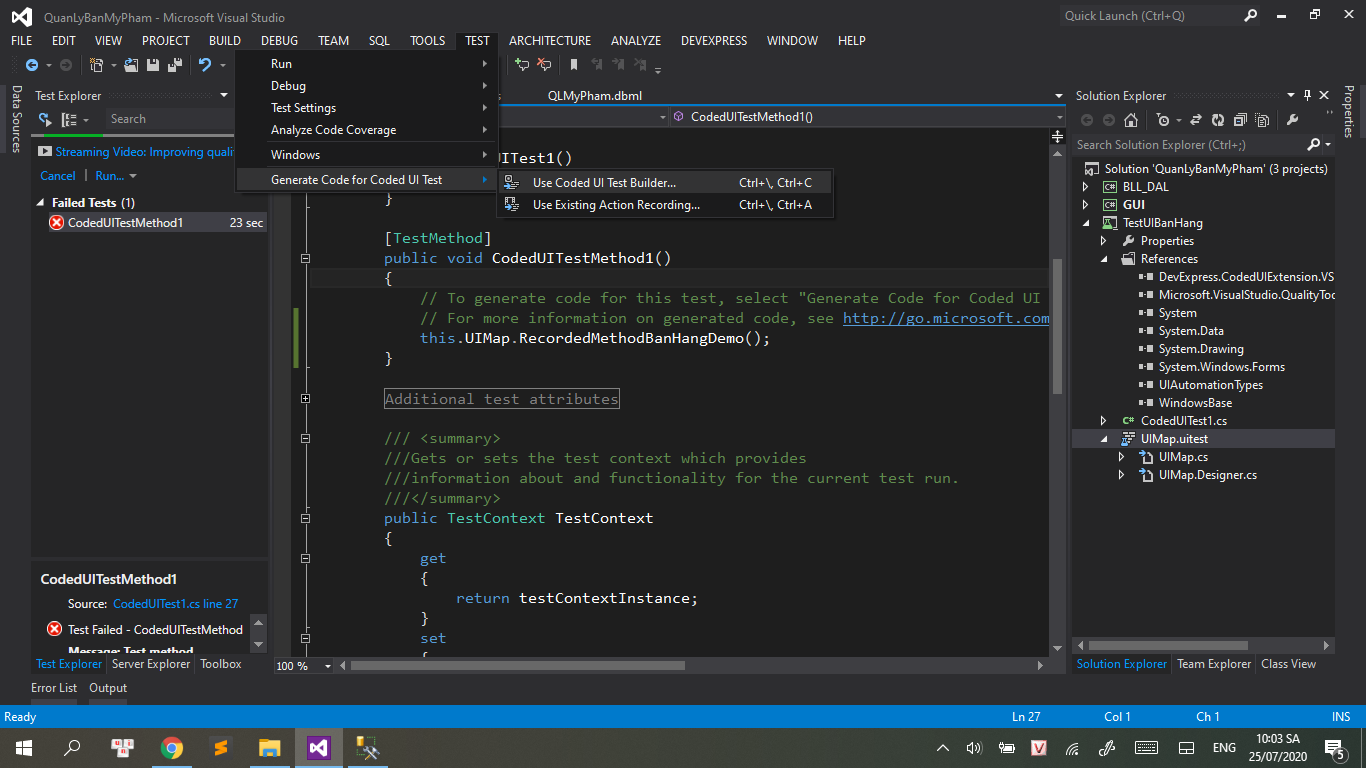 QuanLyBanMyPham - Microsoft Visual Studio
Quick Launch (Ctrl+Q)
FILE EDIT VIEW PROJECT BUILD DEBUG TEAM SQL TOOLS TEST ARCHITECTURE ANALYZE DEVEXPRESS WINDOW HELP
Run
Debug
Test Settings
Analyze Code Coverage
Windows
Generate Code for Coded UI Test
Use Coded UI Test Builder... Ctrl+\, Ctrl+C
Use Existing Action Recording... Ctrl+\, Ctrl+A
Data Sources
Test Explorer
Search
Streaming Video: Improving quali
Cancel | Run...
Failed Tests (1)
CodedUITestMethod1 23 sec
CodedUITestMethod1
Source: CodedUITest1.cs line 27
Test Failed - CodedUITestMethod
Message: Test method
Test Explorer Server Explorer Toolbox
QLMyPham.dbml
CodedUITestMethod1()
UITest1()
}
[TestMethod]
public void CodedUITestMethod1()
{
// To generate code for this test, select "Generate Code for Coded UI
// For more information on generated code, see http://go.microsoft.com
this.UIMap.RecordedMethodBanHangDemo();
}
Additional test attributes
/// <summary>
///Gets or sets the test context which provides
///information about and functionality for the current test run.
///</summary>
public TestContext TestContext
{
get
{
return testContextInstance;
}
set
{
100 %
Solution Explorer
Search Solution Explorer (Ctrl+;)
Solution 'QuanLyBanMyPham' (3 projects)
BLL_DAL
GUI
TestUIBanHang
Properties
References
DevExpress.CodedUIExtension.VS
Microsoft.VisualStudio.QualityToo
System
System.Data
System.Drawing
System.Windows.Forms
UIAutomationTypes
WindowsBase
CodedUITest1.cs
UIMap.uitest
UIMap.cs
UIMap.Designer.cs
Solution Explorer Team Explorer Class View
Properties
Error List Output
Ready Ln 27 Col 1 Ch 1 INS
ENG
10:03 SA
25/07/2020
5